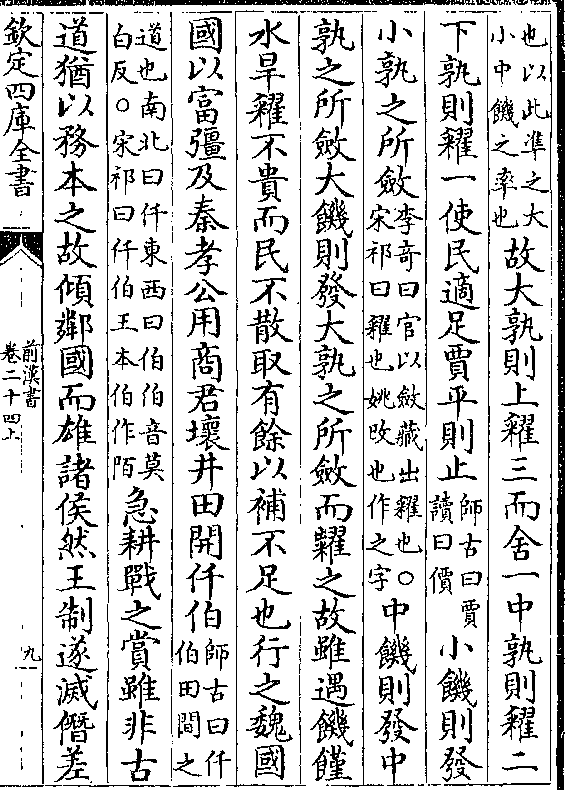 也以此準之大
小中饑之率也
故大孰則上糴三而舍一中孰則糴二
下孰則糴一使民適足賈平則止
師古曰賈
讀曰價
小饑則發
小孰之所斂
李奇曰官以斂藏出糴也○
宋祁曰糴也姚改也作之字
中饑則發中
孰之所斂大饑則發大孰之所斂而糶之故雖遇饑饉
水旱糴不貴而民不散取有餘以補不足也行之魏國
國以富彊及秦孝公用商君壞井田開仟伯
師古曰仟
伯田間之
道也南北曰仟東西曰伯伯音莫
白反○宋祁曰仟伯王本伯作陌
急耕戰之賞雖非古
道猶以務本之故傾鄰國而雄諸侯然王制遂滅僭差
欽定四庫全書
前漢書
卷二十四上
九